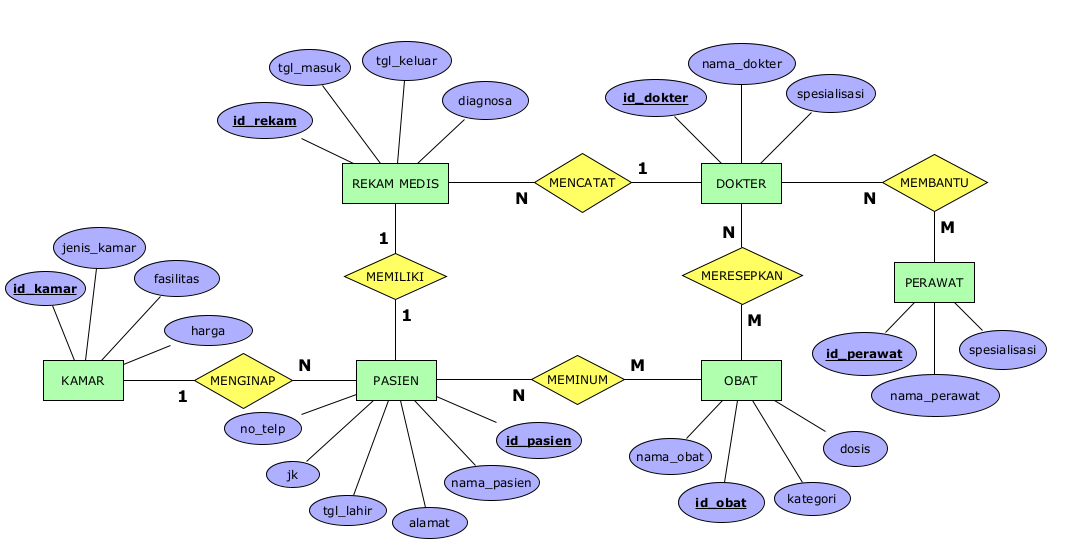 tgl_masuk
tgl_keluar
nama_dokter
id_rekam
diagnosa
id_dokter
spesialisasi
REKAM MEDIS
N
MENCATAT
1
DOKTER
N
MEMBANTU
M
1
MEMILIKI
1
N
MERESEPKAN
M
PERAWAT
id_perawat
nama_perawat
spesialisasi
jenis_kamar
id_kamar
fasilitas
harga
KAMAR
1
MENGINAP
N
PASIEN
N
MEMINUM
M
OBAT
no_telp
jk
tgl_lahir
alamat
nama_pasien
id_pasien
nama_obat
id_obat
kategori
dosis